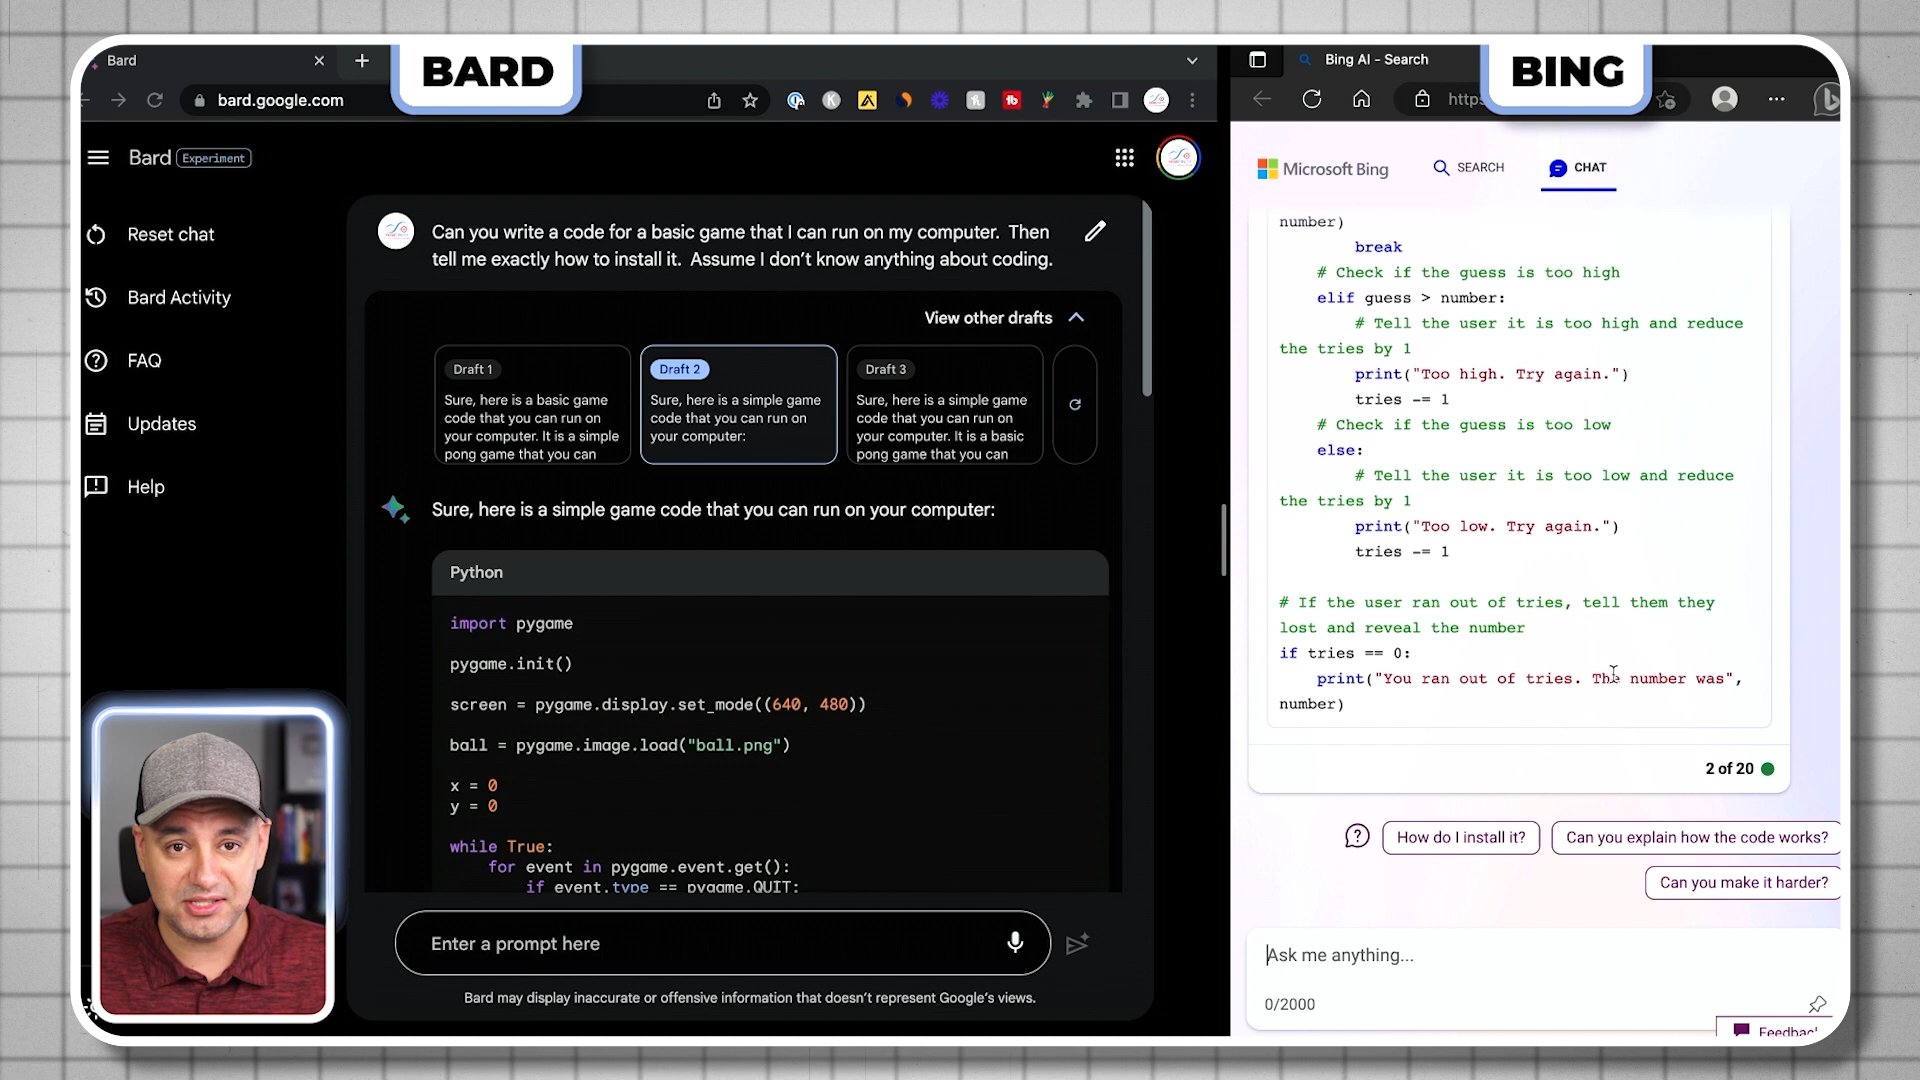 BARD
BING
Bard
bard.google.com
Bing AI - Search
https
Bard Experiment
Reset chat
Bard Activity
FAQ
Updates
Help
Can you write a code for a basic game that I can run on my computer. Then
tell me exactly how to install it. Assume I don't know anything about coding.
View other drafts
Draft 1
Sure, here is a basic game
code that you can run on
your computer. It is a simple
pong game that you can
Draft 2
Sure, here is a simple game
code that you can run on
your computer:
Draft 3
Sure, here is a simple game
code that you can run on
your computer. It is a basic
pong game that you can
Sure, here is a simple game code that you can run on your computer:
Python
import pygame
pygame.init()
screen = pygame.display.set_mode((640, 480))
ball = pygame.image.load("ball.png")
x = 0
y = 0
while True:
for event in pygame.event.get():
if event.type == pygame.QUIT:
Enter a prompt here
Bard may display inaccurate or offensive information that doesn't represent Google's views.
Microsoft Bing
SEARCH
CHAT
number)
break
# Check if the guess is too high
elif guess > number:
# Tell the user it is too high and reduce
the tries by 1
print("Too high. Try again.")
tries -= 1
# Check if the guess is too low
else:
# Tell the user it is too low and reduce
the tries by 1
print("Too low. Try again.")
tries -= 1
# If the user ran out of tries, tell them they
lost and reveal the number
if tries == 0:
print("You ran out of tries. The number was",
number)
2 of 20
How do I install it?
Can you explain how the code works?
Can you make it harder?
Ask me anything...
0/2000
Feedback